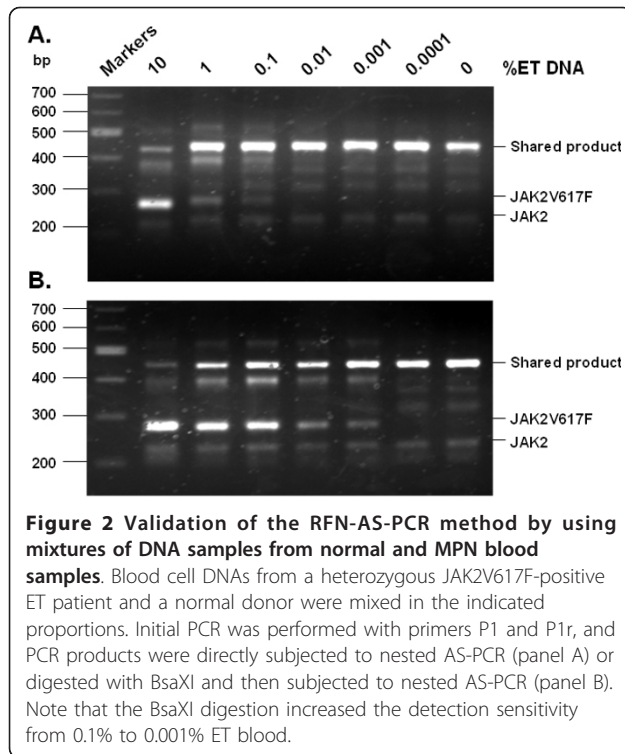 A.
Markers
10
1
0.1
0.01
0.001
0.0001
0
%ET DNA
bp
700
600
500
400
300
200
Shared product
JAK2V617F
JAK2
B.
700
600
500
400
300
200
Shared product
JAK2V617F
JAK2
Figure 2 Validation of the RFN-AS-PCR method by using
mixtures of DNA samples from normal and MPN blood
samples. Blood cell DNAs from a heterozygous JAK2V617F-positive
ET patient and a normal donor were mixed in the indicated
proportions. Initial PCR was performed with primers P1 and P1r, and
PCR products were directly subjected to nested AS-PCR (panel A) or
digested with BsaXI and then subjected to nested AS-PCR (panel B).
Note that the BsaXI digestion increased the detection sensitivity
from 0.1% to 0.001% ET blood.